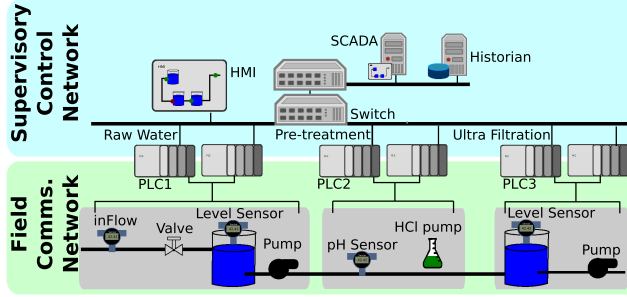 Supervisory
Control
Network
SCADA
Historian
HMI
Switch
Raw Water
Pre-treatment
Ultra Filtration
PLC1
PLC2
PLC3
Field
Comms.
Network
inFlow
Valve
Level Sensor
Pump
pH Sensor
HCl pump
Level Sensor
Pump